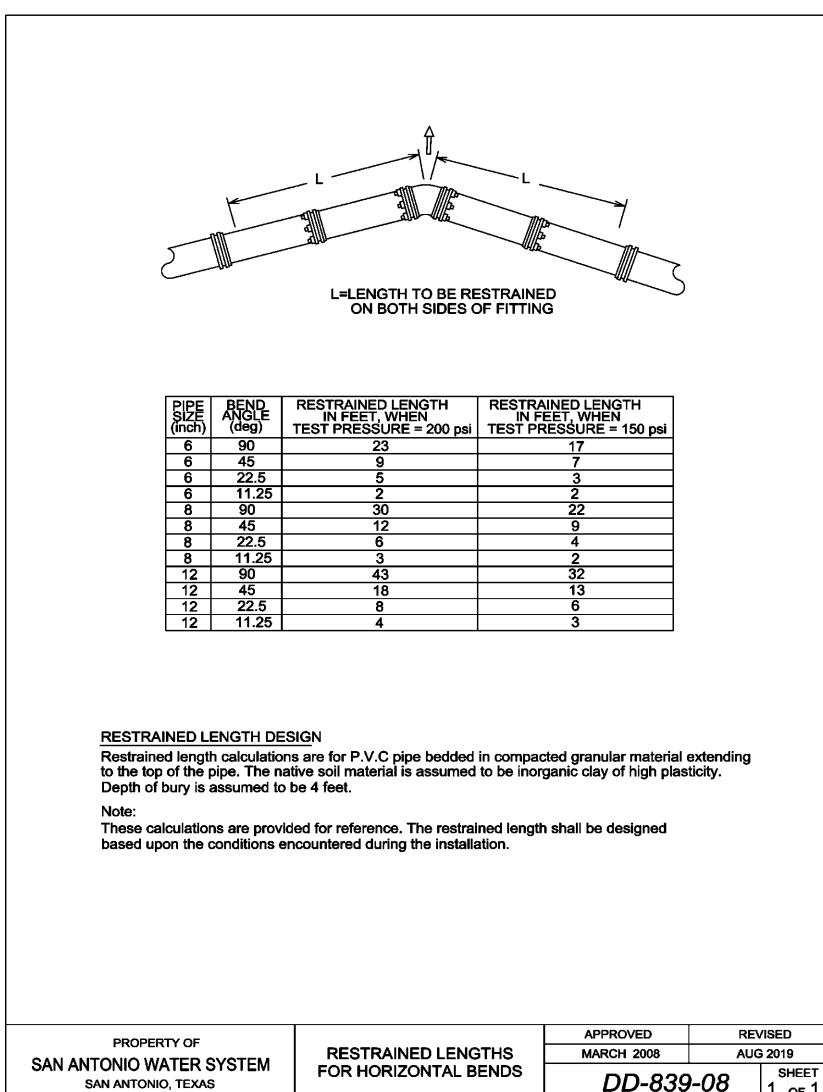 L
L
L=LENGTH TO BE RESTRAINED
ON BOTH SIDES OF FITTING
PIPE SIZE (inch) BEND ANGLE (deg) RESTRAINED LENGTH IN FEET, WHEN TEST PRESSURE = 200 psi RESTRAINED LENGTH IN FEET, WHEN TEST PRESSURE = 150 psi
6 90 23 17
6 45 9 7
6 22.5 5 3
6 11.25 2 2
8 90 30 22
8 45 12 9
8 22.5 6 4
8 11.25 3 2
12 90 43 32
12 45 18 13
12 22.5 8 6
12 11.25 4 3
RESTRAINED LENGTH DESIGN
Restrained length calculations are for P.V.C pipe bedded in compacted granular material extending
to the top of the pipe. The native soil material is assumed to be inorganic clay of high plasticity.
Depth of bury is assumed to be 4 feet.
Note:
These calculations are provided for reference. The restrained length shall be designed
based upon the conditions encountered during the installation.
PROPERTY OF
SAN ANTONIO WATER SYSTEM
SAN ANTONIO, TEXAS
RESTRAINED LENGTHS
FOR HORIZONTAL BENDS
APPROVED REVISED
MARCH 2008 AUG 2019
DD-839-08
SHEET
1 OF 1